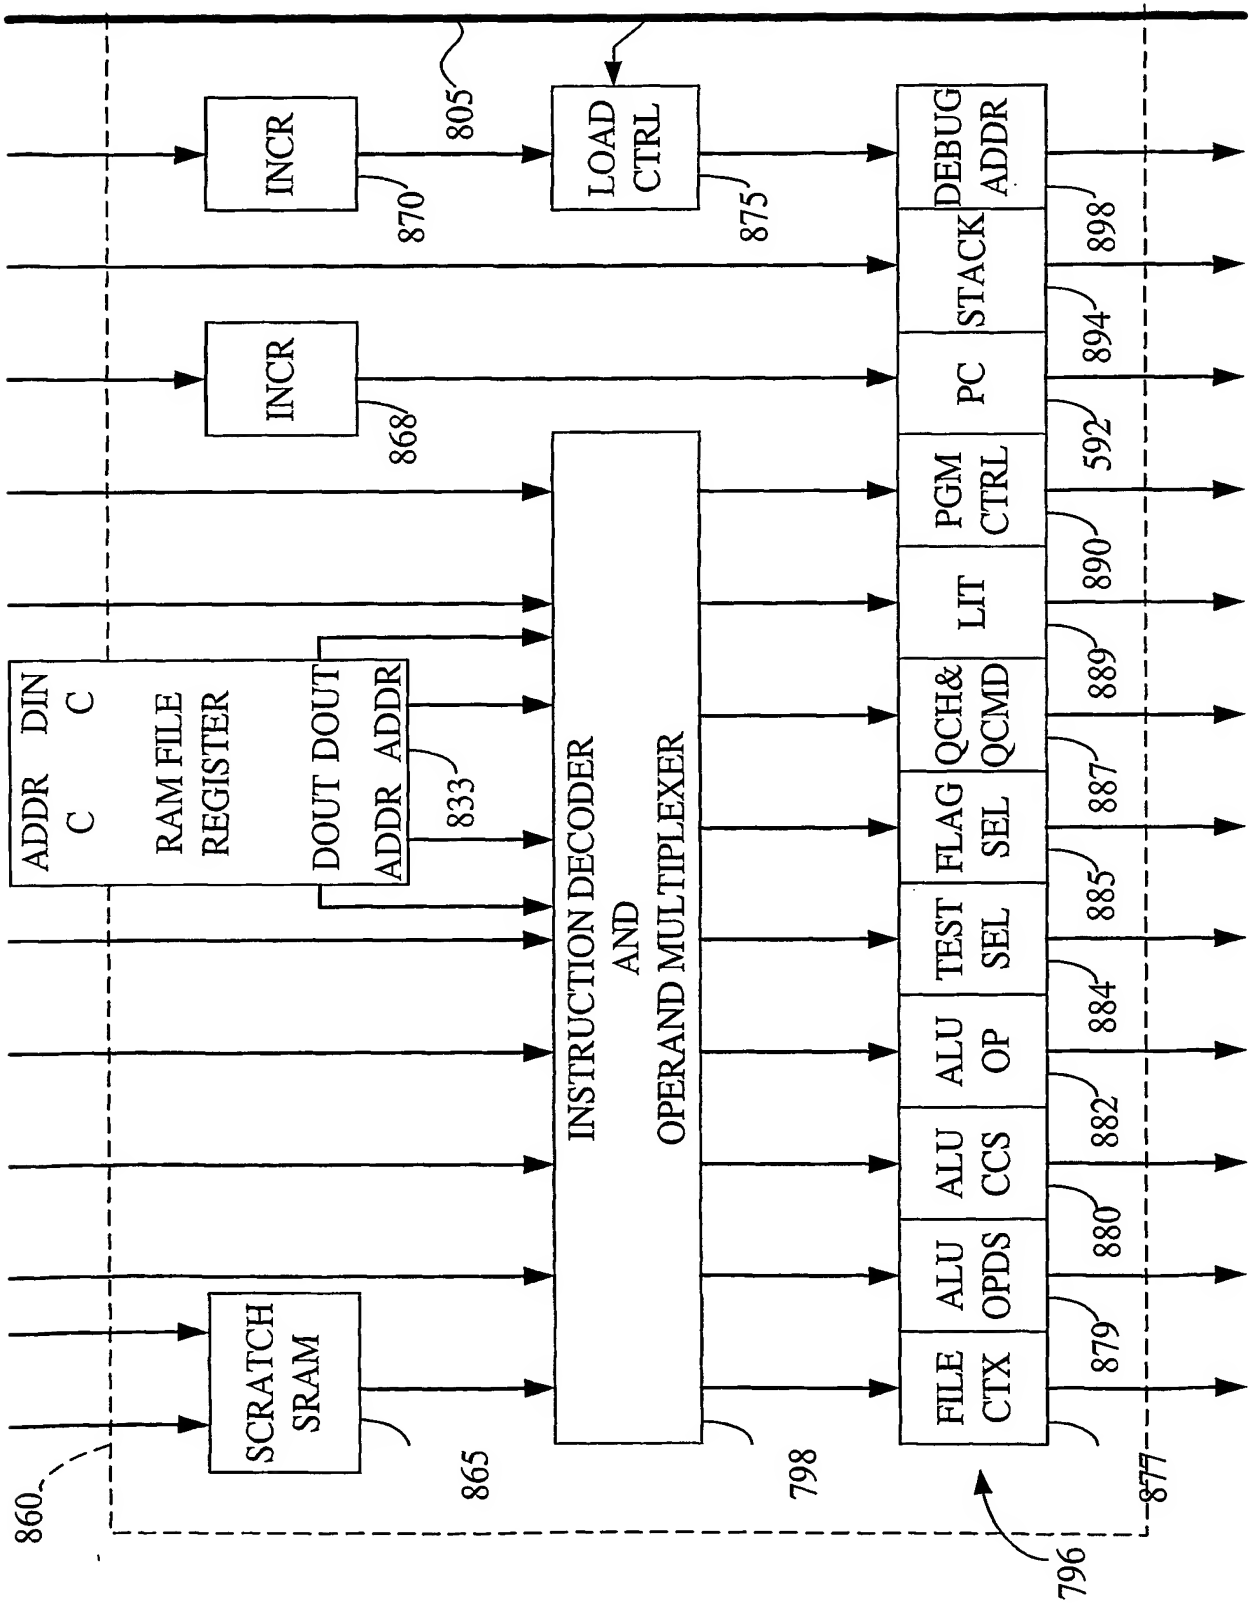 860
SCRATCH
SRAM
865
ADDR DIN
C C
RAM FILE
REGISTER
DOUT DOUT
ADDR ADDR
833
INCR
868
INCR
870
805
INSTRUCTION DECODER
AND
OPERAND MULTIPLEXER
798
LOAD
CTRL
875
FILE
CTX
ALU
OPDS
ALU
CCS
ALU
OP
TEST
SEL
FLAG
SEL
QCH&
QCMD
LIT
PGM
CTRL
PC
STACK
DEBUG
ADDR
796
877
879
880
882
884
885
887
889
890
592
894
898